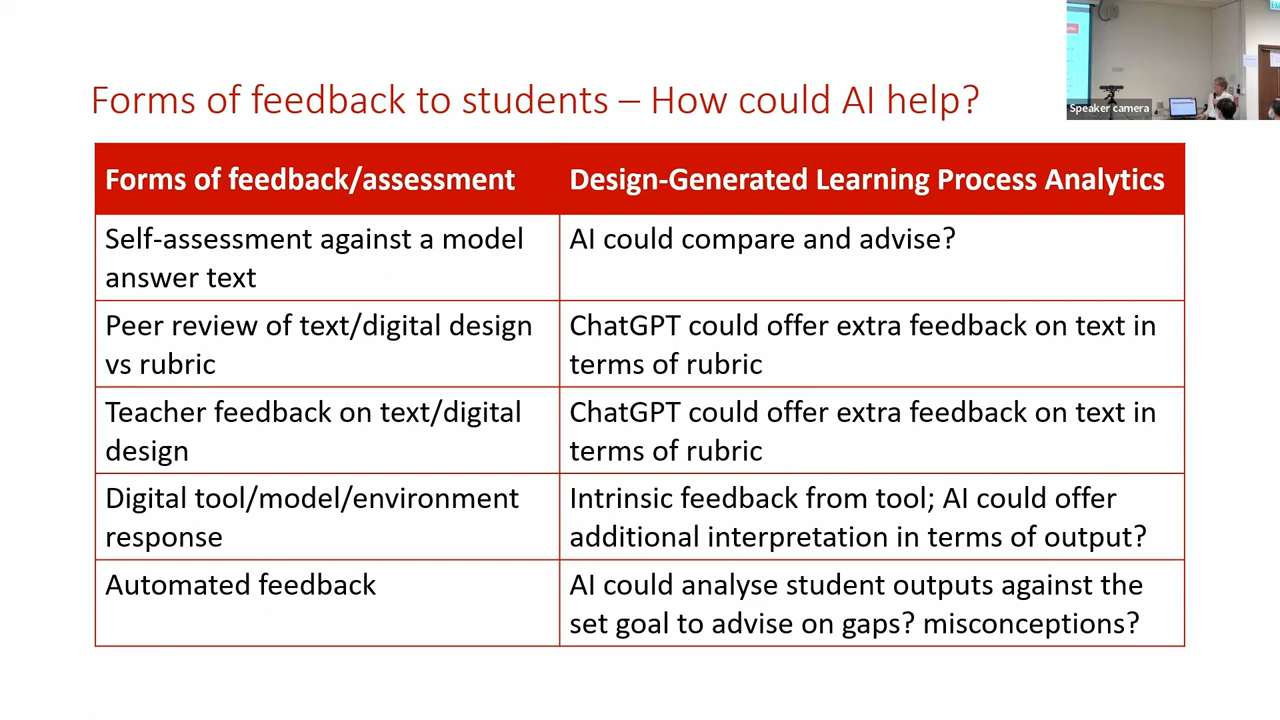 Forms of feedback to students – How could AI help?
Speaker camera
Forms of feedback/assessment
Design-Generated Learning Process Analytics
Self-assessment against a model
answer text
AI could compare and advise?
Peer review of text/digital design
vs rubric
ChatGPT could offer extra feedback on text in
terms of rubric
Teacher feedback on text/digital
design
ChatGPT could offer extra feedback on text in
terms of rubric
Digital tool/model/environment
response
Intrinsic feedback from tool; AI could offer
additional interpretation in terms of output?
Automated feedback
AI could analyse student outputs against the
set goal to advise on gaps? misconceptions?